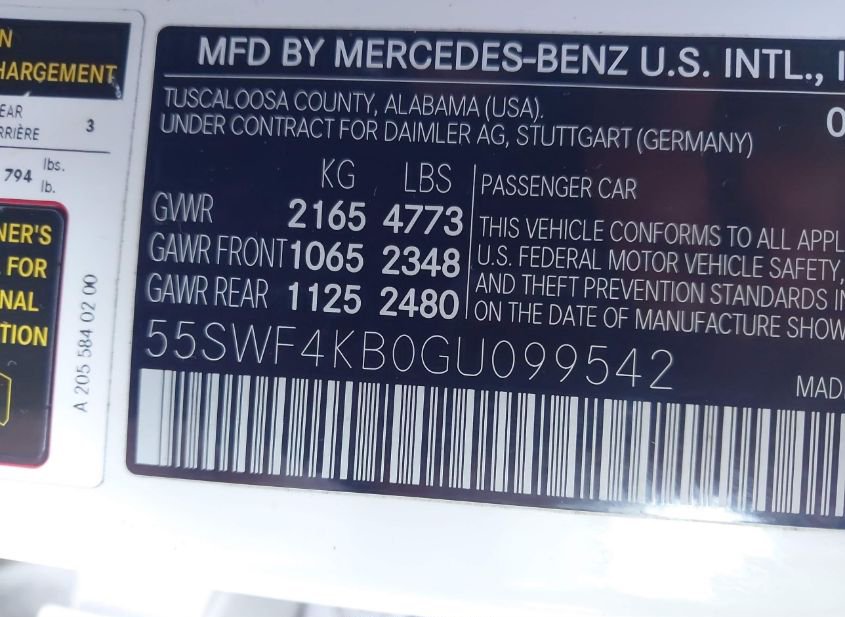 N
HARGEMENT
EAR
RRIÈRE 3
794 lbs.
lb.
NER'S
FOR
NAL
TION
A 205 584 02 00
MFD BY MERCEDES-BENZ U.S. INTL., I
TUSCALOOSA COUNTY, ALABAMA (USA).
UNDER CONTRACT FOR DAIMLER AG, STUTTGART (GERMANY)
0
KG LBS
GVWR 2165 4773
GAWR FRONT 1065 2348
GAWR REAR 1125 2480
PASSENGER CAR
THIS VEHICLE CONFORMS TO ALL APPL
U.S. FEDERAL MOTOR VEHICLE SAFETY,
AND THEFT PREVENTION STANDARDS IN
ON THE DATE OF MANUFACTURE SHOW
55SWF4KB0GU099542
MAD